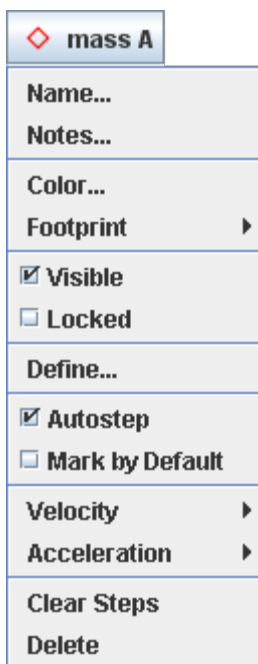 mass A
Name...
Notes...
Color...
Footprint
Visible
Locked
Define...
Autostep
Mark by Default
Velocity
Acceleration
Clear Steps
Delete